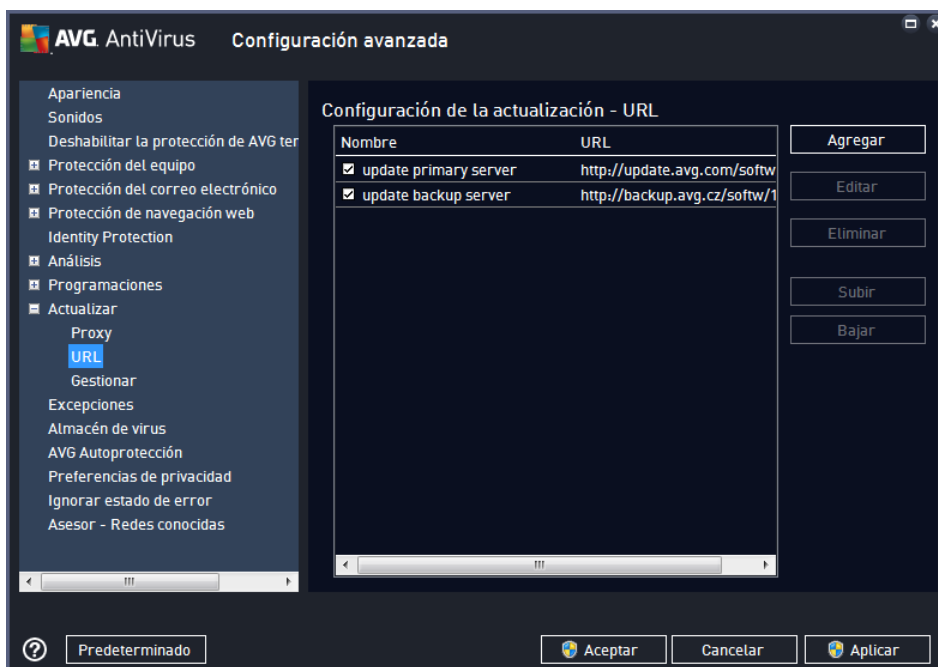 AVG. AntiVirus Configuración avanzada
Apariencia
Sonidos
Deshabilitar la protección de AVG ter
Protección del equipo
Protección del correo electrónico
Protección de navegación web
Identity Protection
Análisis
Programaciones
Actualizar
Proxy
URL
Gestionar
Excepciones
Almacén de virus
AVG Autoprotección
Preferencias de privacidad
Ignorar estado de error
Asesor - Redes conocidas
Configuración de la actualización - URL
Nombre URL
update primary server http://update.avg.com/softw
update backup server http://backup.avg.cz/softw/1
Agregar
Editar
Eliminar
Subir
Bajar
Predeterminado
Aceptar
Cancelar
Aplicar